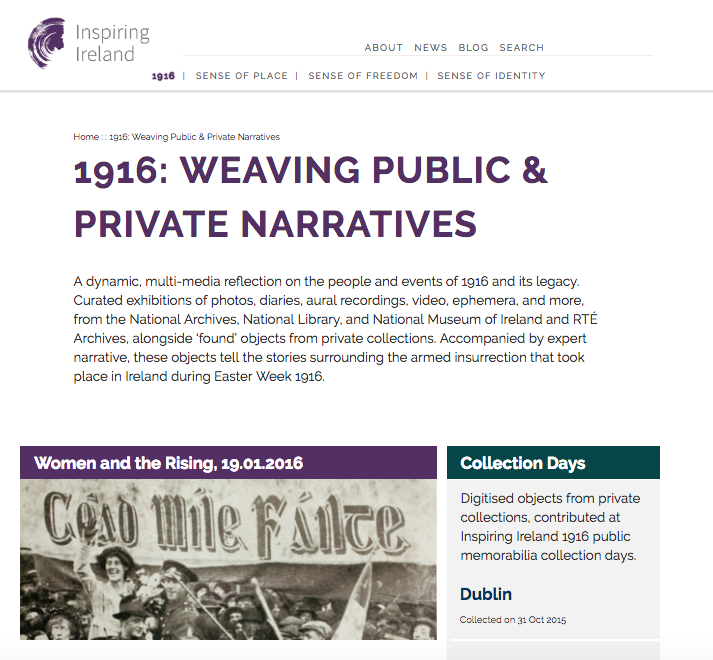 Inspiring
Ireland
ABOUT NEWS BLOG SEARCH
1916 | SENSE OF PLACE | SENSE OF FREEDOM | SENSE OF IDENTITY
Home : : 1916: Weaving Public & Private Narratives
1916: WEAVING PUBLIC &
PRIVATE NARRATIVES
A dynamic, multi-media reflection on the people and events of 1916 and its legacy.
Curated exhibitions of photos, diaries, aural recordings, video, ephemera, and more,
from the National Archives, National Library, and National Museum of Ireland and RTÉ
Archives, alongside 'found' objects from private collections. Accompanied by expert
narrative, these objects tell the stories surrounding the armed insurrection that took
place in Ireland during Easter Week 1916.
Women and the Rising, 19.01.2016
Céad Míle Fáilte
Collection Days
Digitised objects from private
collections, contributed at
Inspiring Ireland 1916 public
memorabilia collection days.
Dublin
Collected on 31 Oct 2015